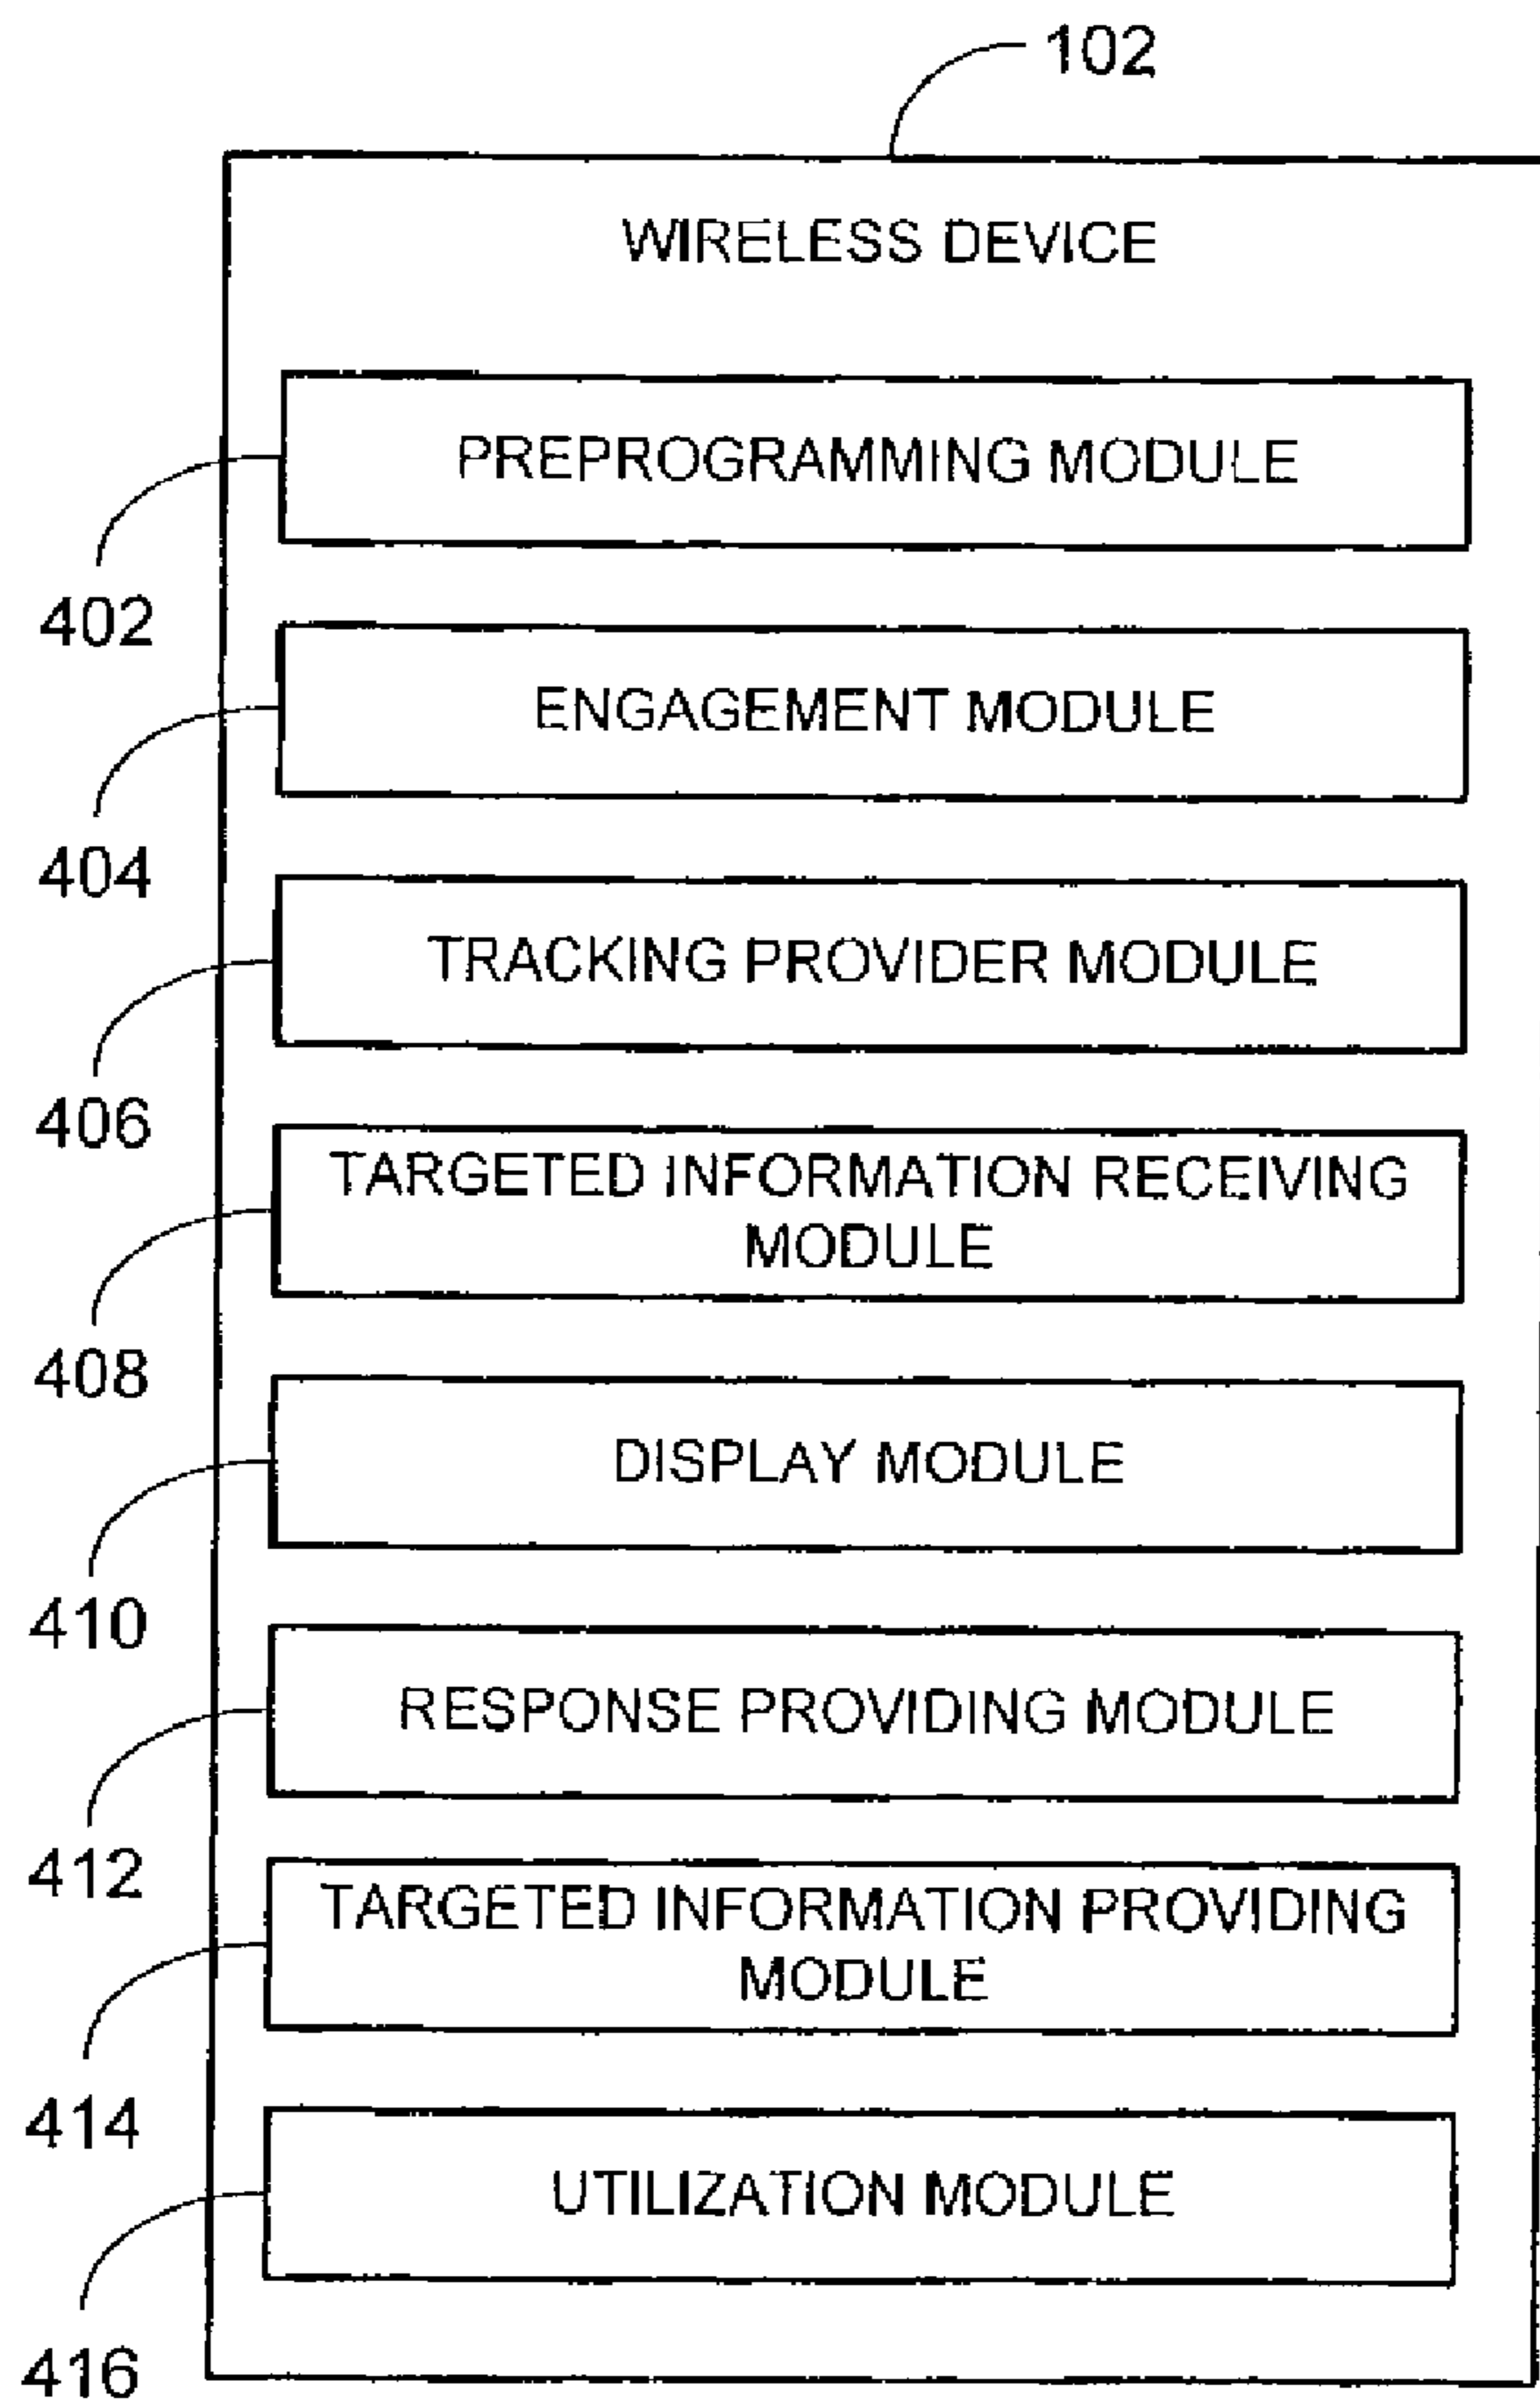 102
WIRELESS DEVICE
PREPROGRAMMING MODULE
402
ENGAGEMENT MODULE
404
TRACKING PROVIDER MODULE
406
TARGETED INFORMATION RECEIVING
MODULE
408
DISPLAY MODULE
410
RESPONSE PROVIDING MODULE
412
TARGETED INFORMATION PROVIDING
MODULE
414
UTILIZATION MODULE
416